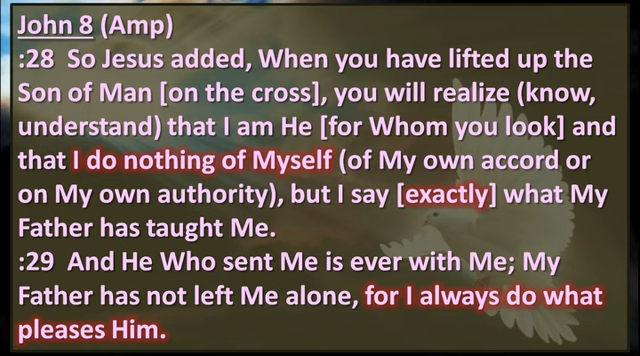 John 8 (Amp)
:28 So Jesus added, When you have lifted up the
Son of Man [on the cross], you will realize (know,
understand) that I am He [for Whom you look] and
that I do nothing of Myself (of My own accord or
on My own authority), but I say [exactly] what My
Father has taught Me.
:29 And He Who sent Me is ever with Me; My
Father has not left Me alone, for I always do what
pleases Him.